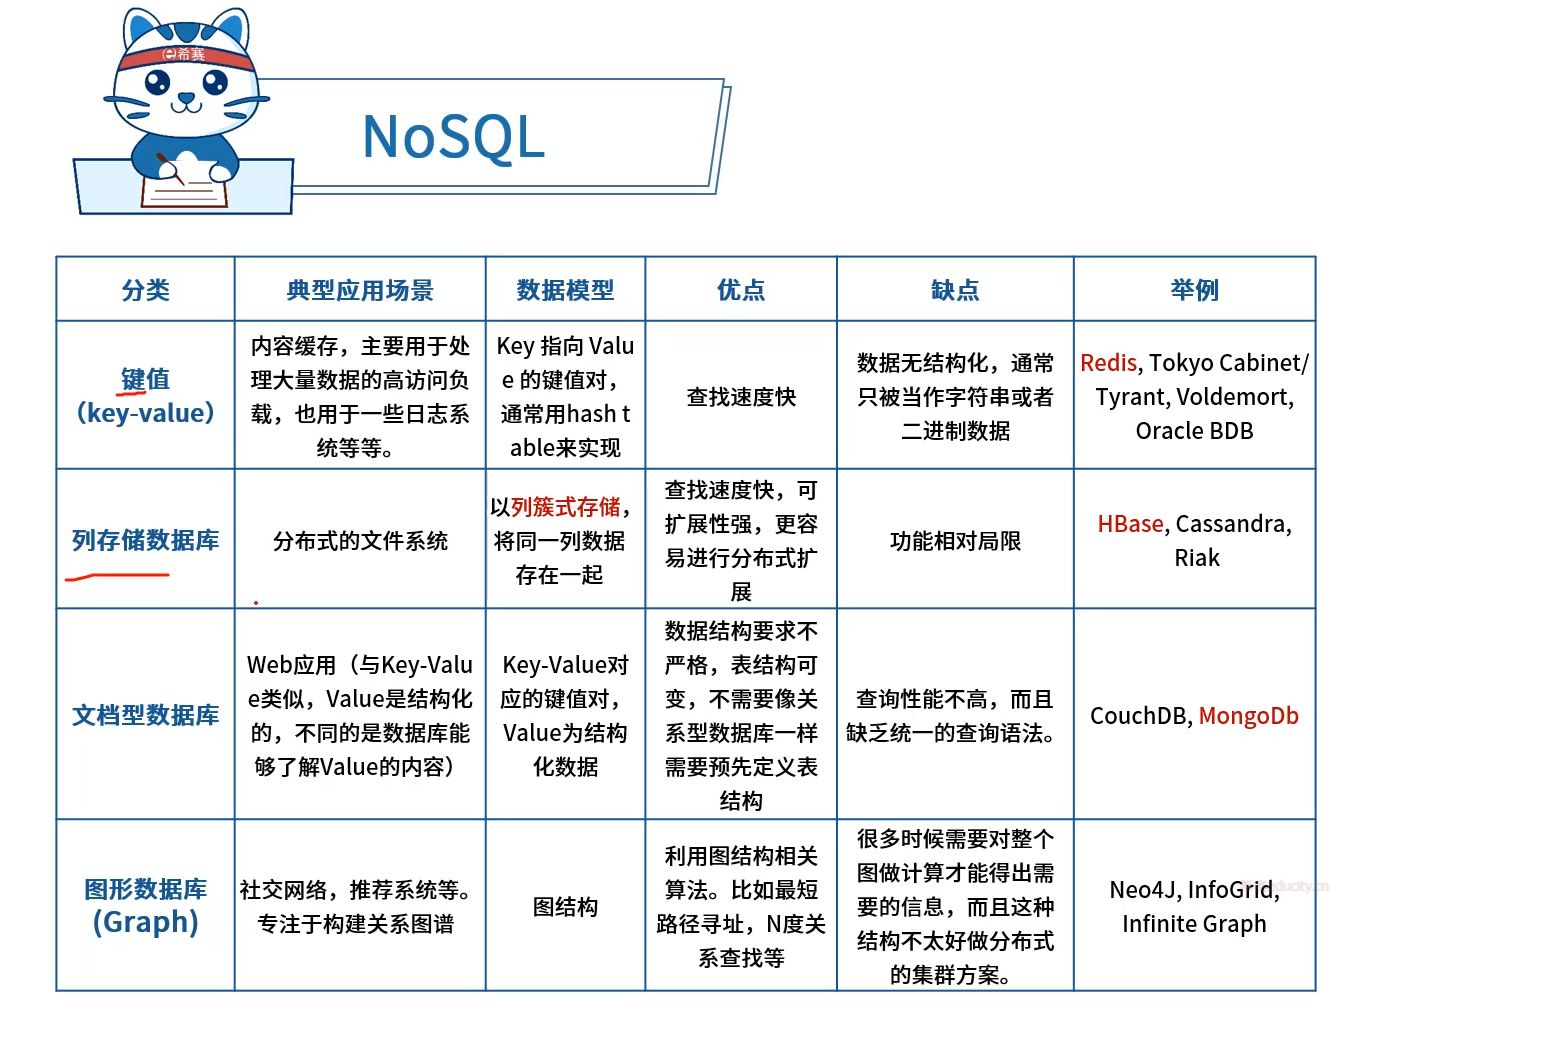 e希赛
NoSQL
分类
典型应用场景
数据模型
优点
缺点
举例
键值
（key-value）
内容缓存，主要用于处
理大量数据的高访问负
载，也用于一些日志系
统等等。
Key 指向 Valu
e 的键值对，
通常用hash t
able来实现
查找速度快
数据无结构化，通常
只被当作字符串或者
二进制数据
Redis, Tokyo Cabinet/
Tyrant, Voldemort,
Oracle BDB
列存储数据库
分布式的文件系统
以列簇式存储，
将同一列数据
存在一起
查找速度快，可
扩展性强，更容
易进行分布式扩
展
功能相对局限
HBase, Cassandra,
Riak
文档型数据库
Web应用（与Key-Valu
e类似，Value是结构化
的，不同的是数据库能
够了解Value的内容）
Key-Value对
应的键值对，
Value为结构
化数据
数据结构要求不
严格，表结构可
变，不需要像关
系型数据库一样
需要预先定义表
结构
查询性能不高，而且
缺乏统一的查询语法。
CouchDB, MongoDb
图形数据库
(Graph)
社交网络，推荐系统等。
专注于构建关系图谱
图结构
利用图结构相关
算法。比如最短
路径寻址，N度关
系查找等
很多时候需要对整个
图做计算才能得出需
要的信息，而且这种
结构不太好做分布式
的集群方案。
Neo4J, InfoGrid,
Infinite Graph